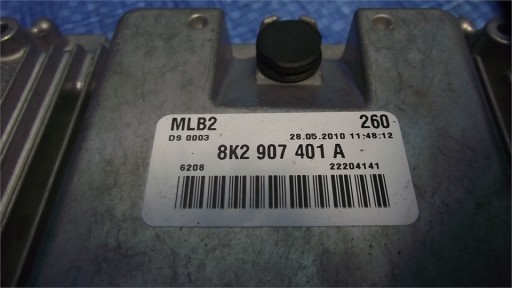 MLB2 260
DS 0003 28.05.2010 11:48:12
8K2 907 401 A
6208 22204141